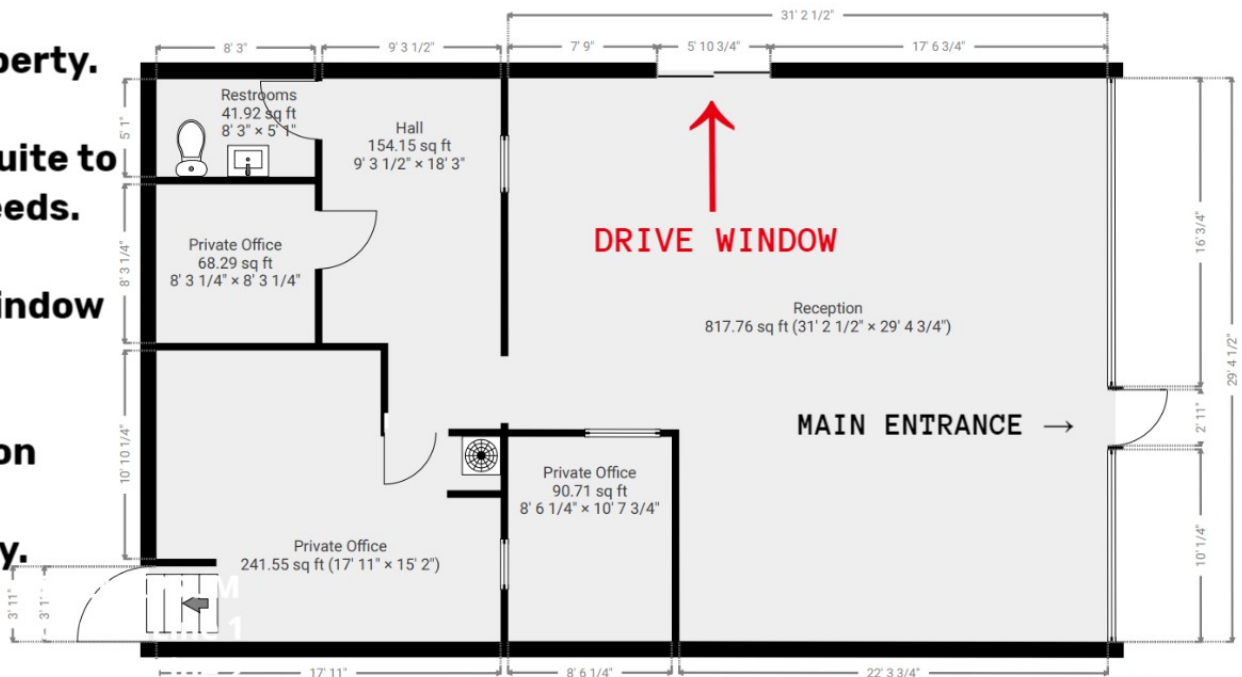 perty.
uite to
eeds.
indow
on
y.
31' 2 1/2"
8' 3"
9' 3 1/2"
7' 9"
5' 10 3/4"
17' 6 3/4"
5' 1"
Restrooms
41.92 sq ft
8' 3" × 5' 1"
Hall
154.15 sq ft
9' 3 1/2" × 18' 3"
DRIVE WINDOW
8' 3 1/4"
Private Office
68.29 sq ft
8' 3 1/4" × 8' 3 1/4"
16' 3/4"
Reception
817.76 sq ft (31' 2 1/2" × 29' 4 3/4")
29' 4 1/2"
MAIN ENTRANCE →
2' 11"
10' 10 1/4"
Private Office
90.71 sq ft
8' 6 1/4" × 10' 7 3/4"
Private Office
241.55 sq ft (17' 11" × 15' 2")
10' 1/4"
3' 11"
3' 1
M
1
17' 11"
8' 6 1/4"
22' 3 3/4"